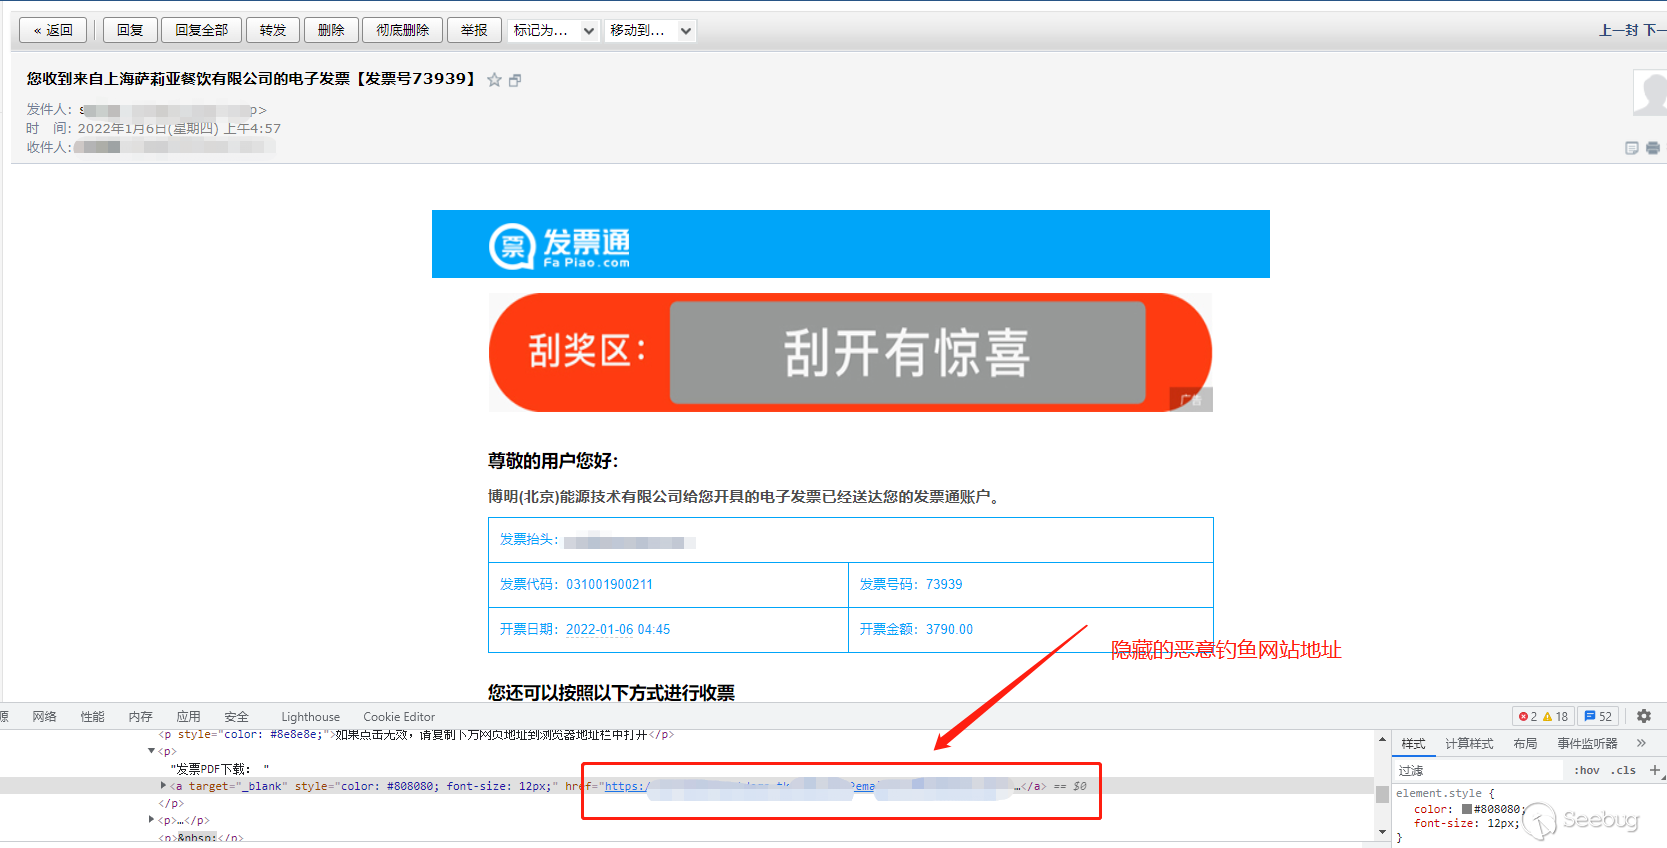 « 返回 回复 回复全部 转发 删除 彻底删除 举报 标记为... 移动到... 上一封 下一
您收到来自上海萨莉亚餐饮有限公司的电子发票【发票号73939】
发件人: s p>
时 间: 2022年1月6日(星期四) 上午4:57
收件人:
票 发票通
Fa Piao.com
刮奖区: 刮开有惊喜
广告
尊敬的用户您好:
博明(北京)能源技术有限公司给您开具的电子发票已经送达您的发票通账户。
发票抬头:
发票代码: 031001900211 发票号码: 73939
开票日期: 2022-01-06 04:45 开票金额: 3790.00
隐藏的恶意钓鱼网站地址
您还可以按照以下方式进行收票
源 网络 性能 内存 应用 安全 Lighthouse Cookie Editor 2 18 52
<p style="color: #8e8e8e;">如果点击无效，请复制下方网页地址到浏览器地址栏中打开</p>
样式 计算样式 布局 事件监听器 »
<p>
"发票PDF下载: "
过滤 :hov .cls +
<a target="_blank" style="color: #808080; font-size: 12px;" href="https:/ …</a> == $0
element.style {
</p>
color: #808080;
<p>…</p>
font-size: 12px;
<p>&nbsp;</p>
}
Seebug